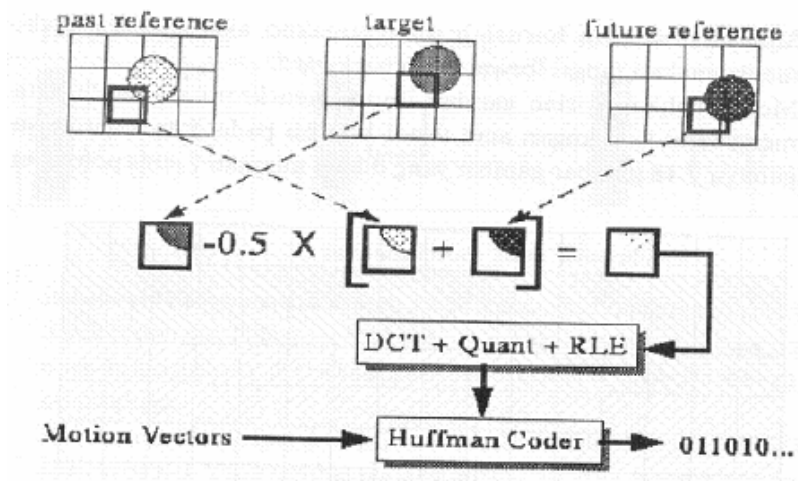 past reference
target
future reference
-0.5 X [ + ] =
DCT + Quant + RLE
Motion Vectors
Huffman Coder
011010...